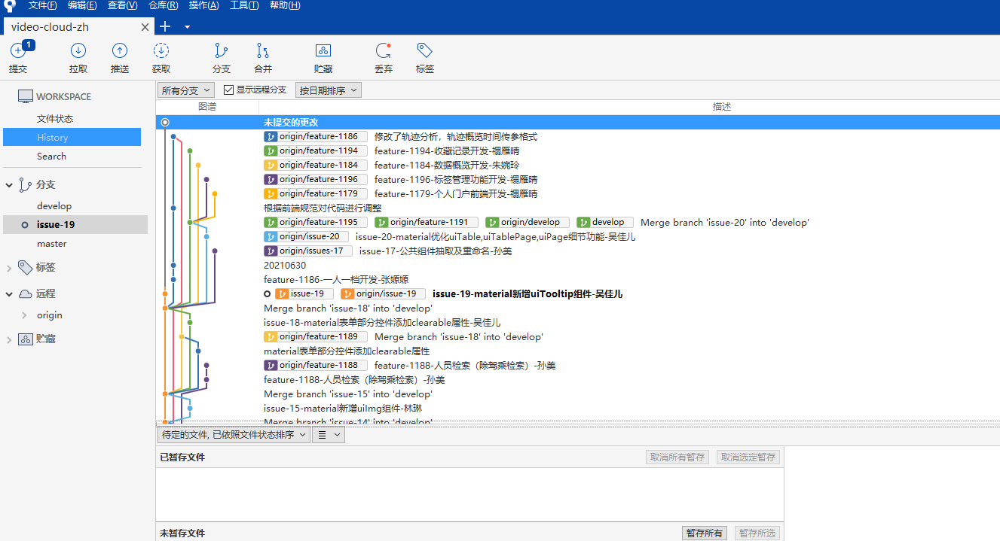 文件(F) 编辑(E) 查看(V) 仓库(R) 操作(A) 工具(T) 帮助(H)
video-cloud-zh
1
提交 拉取 推送 获取 分支 合并 贮藏 丢弃 标签
WORKSPACE
文件状态
History
Search
分支
develop
issue-19
master
标签
远程
origin
贮藏
所有分支 显示远程分支 按日期排序
图谱 描述
未提交的更改
origin/feature-1186 修改了轨迹分析，轨迹概览时间传参格式
origin/feature-1194 feature-1194-收藏记录开发-禤雁晴
origin/feature-1184 feature-1184-数据概览开发-朱婉玲
origin/feature-1196 feature-1196-标签管理功能开发-禤雁晴
origin/feature-1179 feature-1179-个人门户前端开发-禤雁晴
根据前端规范对代码进行调整
origin/feature-1195 origin/feature-1191 origin/develop develop Merge branch 'issue-20' into 'develop'
origin/issue-20 issue-20-material优化uiTable,uiTablePage,uiPage细节功能-吴佳儿
origin/issues-17 issue-17-公共组件抽取及重命名-孙美
20210630
feature-1186-一人一档开发-张嫄嫄
issue-19 origin/issue-19 issue-19-material新增uiTooltip组件-吴佳儿
Merge branch 'issue-18' into 'develop'
issue-18-material表单部分控件添加clearable属性-吴佳儿
origin/feature-1189 Merge branch 'issue-18' into 'develop'
material表单部分控件添加clearable属性
origin/feature-1188 feature-1188-人员检索（除驾乘检索）-孙美
feature-1188-人员检索（除驾乘检索）-孙美
Merge branch 'issue-15' into 'develop'
issue-15-material新增uiImg组件-林琳
Merge branch 'issue-14' into 'develop'
待定的文件, 已依照文件状态排序
已暂存文件 取消所有暂存 取消选定暂存
未暂存文件 暂存所有 暂存所选